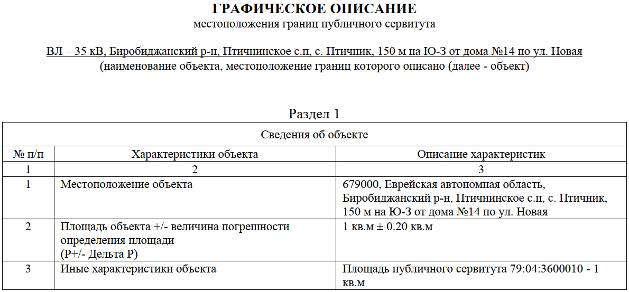 ГРАФИЧЕСКОЕ ОПИСАНИЕ
местоположения границ публичного сервитута
ВЛ – 35 кВ, Биробиджанский р-н, Птичнинское с.п, с. Птичник, 150 м на Ю-З от дома №14 по ул. Новая
(наименование объекта, местоположение границ которого описано (далее - объект)
Раздел 1
Сведения об объекте
№ п/п Характеристики объекта Описание характеристик
1 2 3
1 Местоположение объекта 679000, Еврейская автономная область,
Биробиджанский р-н, Птичнинское с.п, с. Птичник,
150 м на Ю-З от дома №14 по ул. Новая
2 Площадь объекта +/- величина погрешности 1 кв.м ± 0.20 кв.м
определения площади
(Р+/- Дельта Р)
3 Иные характеристики объекта Площадь публичного сервитута 79:04:3600010 - 1
кв.м